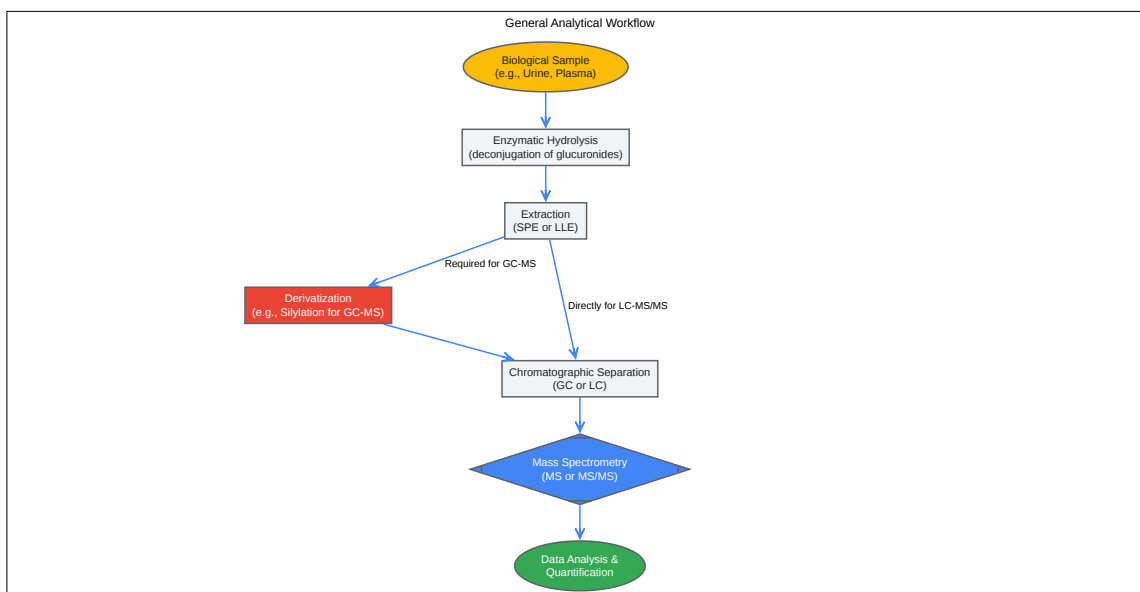 General Analytical Workflow
Biological Sample
(e.g., Urine, Plasma)
Enzymatic Hydrolysis
(deconjugation of glucuronides)
Extraction
(SPE or LLE)
Required for GC-MS
Derivatization
(e.g., Silylation for GC-MS)
Directly for LC-MS/MS
Chromatographic Separation
(GC or LC)
Mass Spectrometry
(MS or MS/MS)
Data Analysis &
Quantification